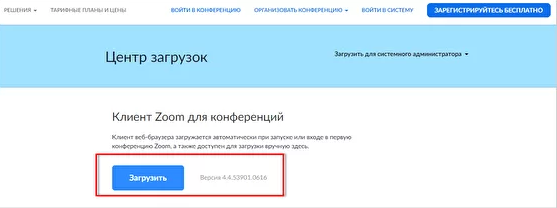 РЕШЕНИЯ ТАРИФНЫЕ ПЛАНЫ И ЦЕНЫ ВОЙТИ В КОНФЕРЕНЦИЮ ОРГАНИЗОВАТЬ КОНФЕРЕНЦИЮ ВОЙТИ В СИСТЕМУ ЗАРЕГИСТРИРУЙТЕСЬ БЕСПЛАТНО
Центр загрузок Загрузить для системного администратора
Клиент Zoom для конференций
Клиент веб-браузера загружается автоматически при запуске или входе в первую
конференцию Zoom, а также доступен для загрузки вручную здесь.
Загрузить Версия 4.4.53901.0616